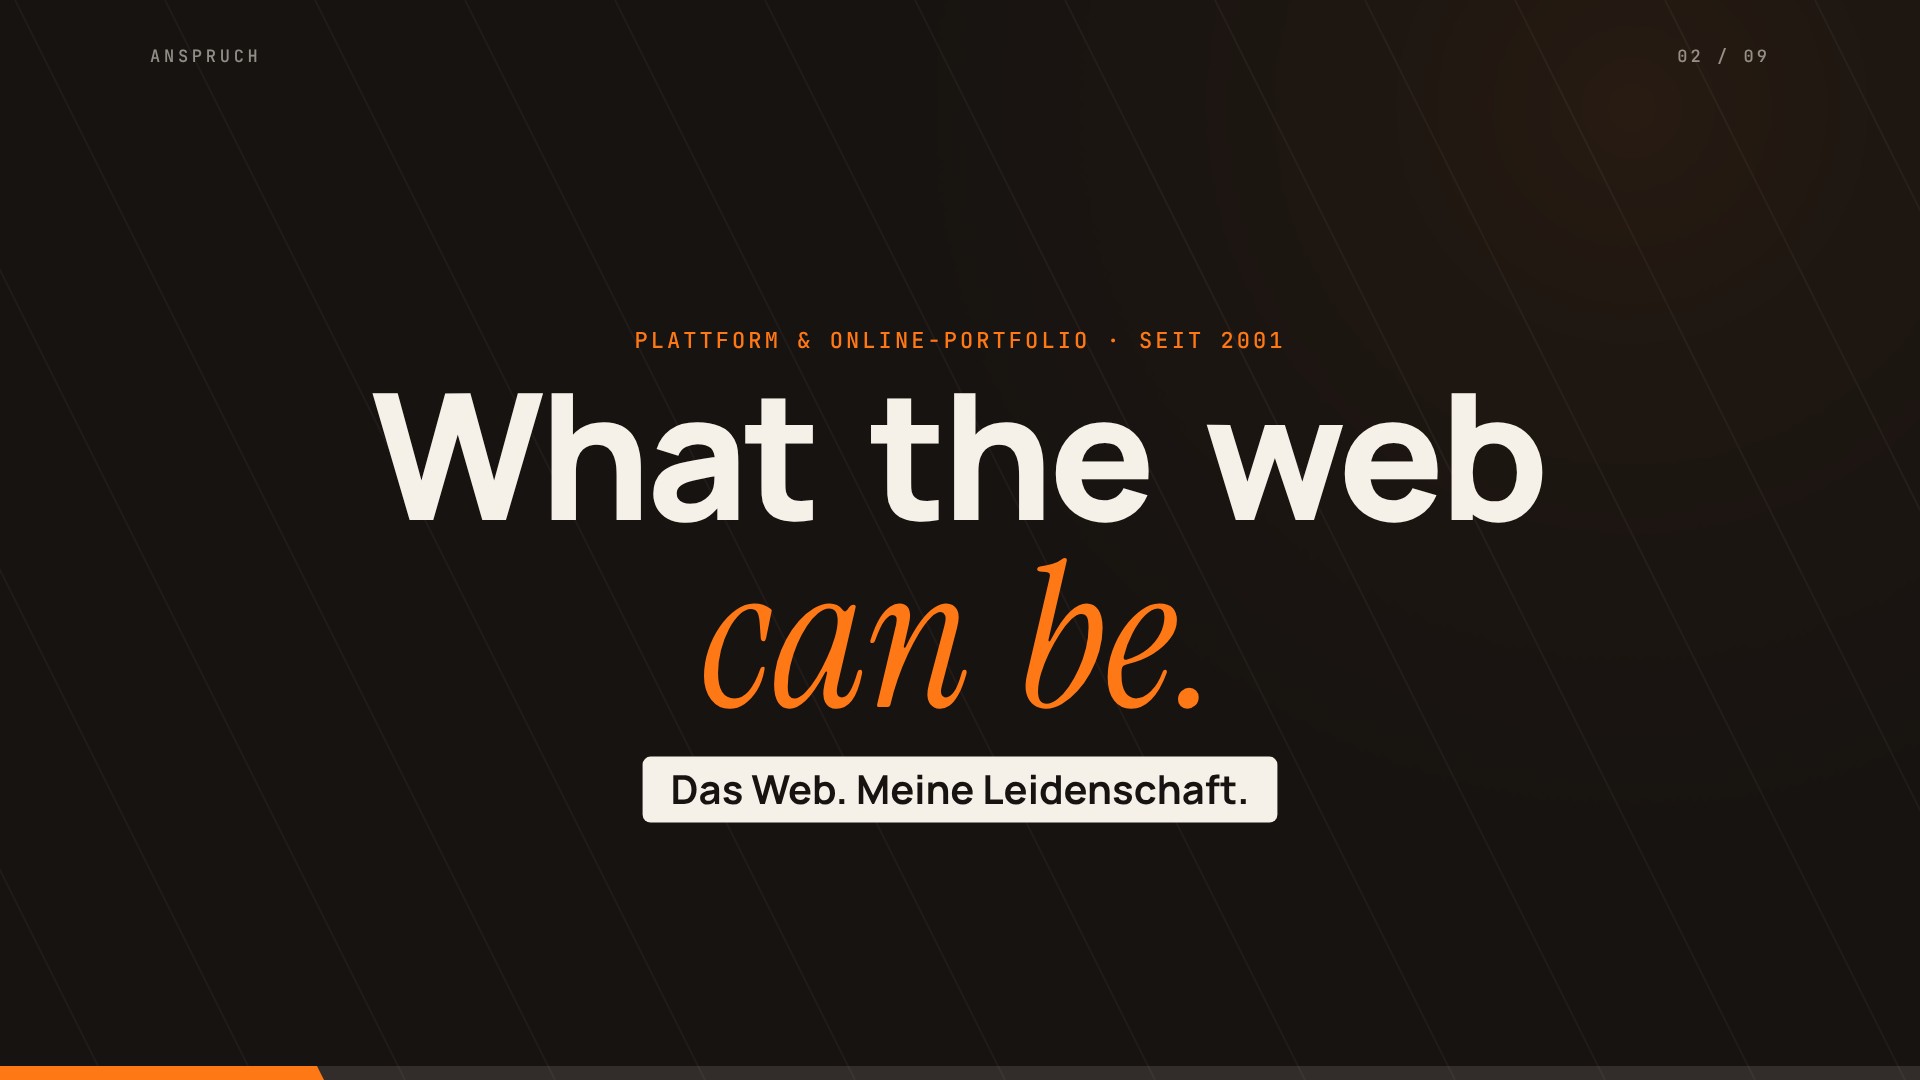 ANSPRUCH
02 / 09
PLATTFORM & ONLINE-PORTFOLIO · SEIT 2001
What the web
can be.
Das Web. Meine Leidenschaft.